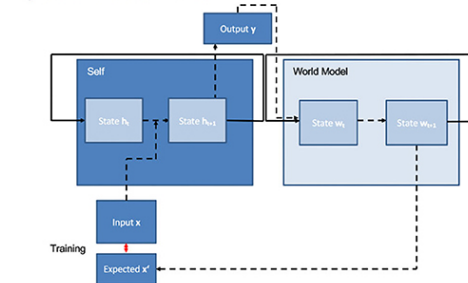 Output y
Self
World Model
State hₜ
State hₜ₊₁
State wₜ
State wₜ₊₁
Input x
Training
Expected x'